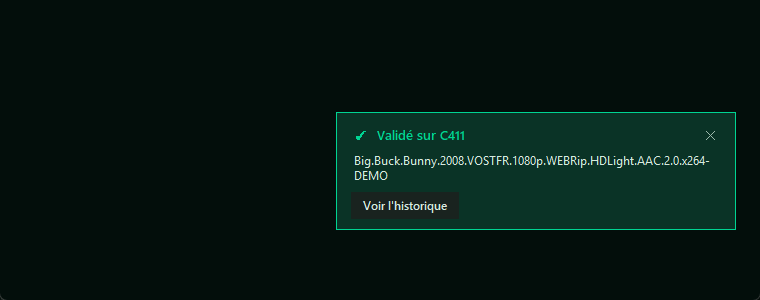 ✓ Validé sur C411
Big.Buck.Bunny.2008.VOSTFR.1080p.WEBRip.HDLight.AAC.2.0.x264-
DEMO
Voir l'historique